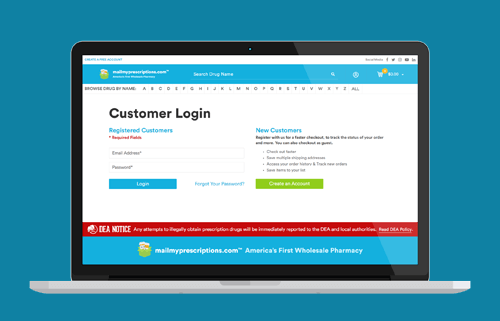 CREATE A FREE ACCOUNT
mailmyprescriptions.com™
America's First Wholesale Pharmacy
Search Drug Name
$0.00
BROWSE DRUG BY NAME: A B C D E F G H I J K L M N O P Q R S T U V W X Y Z ALL
Customer Login
Registered Customers
* Required Fields
Email Address*
Password*
Login
Forgot Your Password?
New Customers
Register with us for a faster checkout, to track the status of your order
and more. You can also checkout as guest.
Check out faster
Save multiple shipping addresses
Access your order history & Track new orders
Save items to your list
Create an Account
DEA NOTICE Any attempts to illegally obtain prescription drugs will be immediately reported to the DEA and local authorities. Read DEA Policy.
mailmyprescriptions.com™ America's First Wholesale Pharmacy